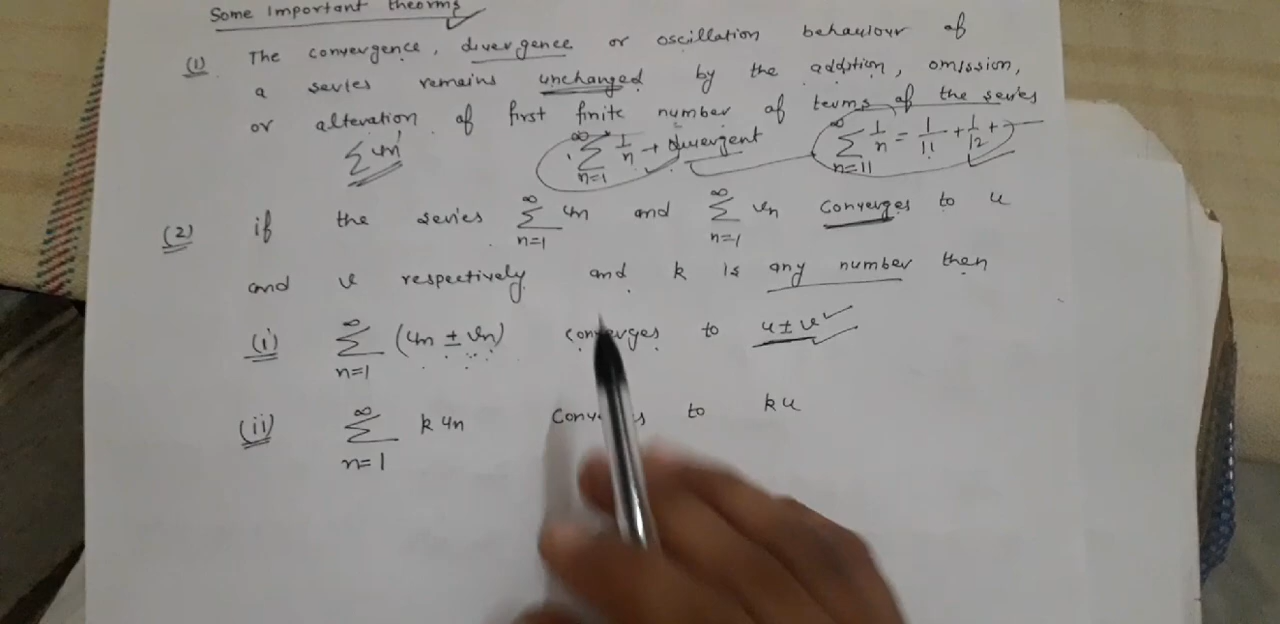 Some important theorms
(1) The convergence, divergence or oscillation behaviour of
a series remains unchanged by the addition, omission,
or alteration of first finite number of terms of the series
∑un ∞∑n=1 1/n → divergent ∞∑n=11 1/n = 1/11 + 1/12 + —
(2) if the series ∞∑n=1 un and ∞∑n=1 vn converges to u
and v respectively and k is any number then
(i) ∞∑n=1 (un ± vn) converges to u ± v
(ii) ∞∑n=1 k un to ku